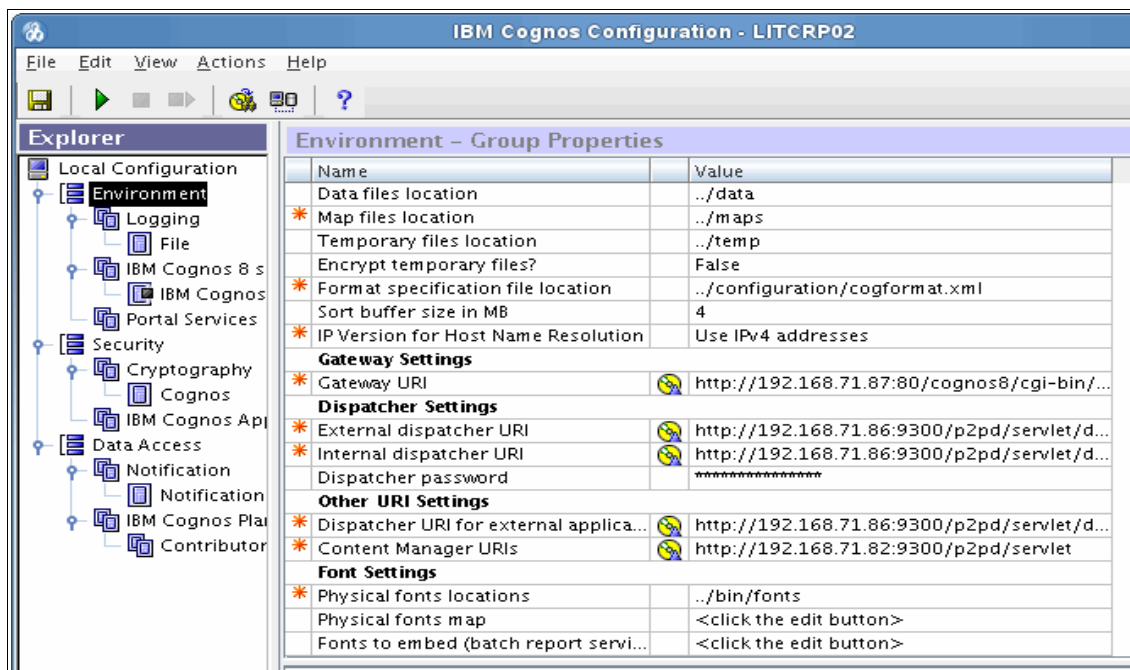 IBM Cognos Configuration - LITCRP02
File Edit View Actions Help
Explorer
Local Configuration
Environment
Logging
File
IBM Cognos 8 s
IBM Cognos
Portal Services
Security
Cryptography
Cognos
IBM Cognos App
Data Access
Notification
Notification
IBM Cognos Plan
Contributor
Environment – Group Properties
Name Value
Data files location ../data
* Map files location ../maps
Temporary files location ../temp
Encrypt temporary files? False
* Format specification file location ../configuration/cogformat.xml
Sort buffer size in MB 4
* IP Version for Host Name Resolution Use IPv4 addresses
Gateway Settings
* Gateway URI http://192.168.71.87:80/cognos8/cgi-bin/...
Dispatcher Settings
* External dispatcher URI http://192.168.71.86:9300/p2pd/servlet/d...
* Internal dispatcher URI http://192.168.71.86:9300/p2pd/servlet/d...
Dispatcher password ***************
Other URI Settings
* Dispatcher URI for external applica... http://192.168.71.86:9300/p2pd/servlet/d...
* Content Manager URIs http://192.168.71.82:9300/p2pd/servlet
Font Settings
* Physical fonts locations ../bin/fonts
Physical fonts map <click the edit button>
Fonts to embed (batch report servi... <click the edit button>